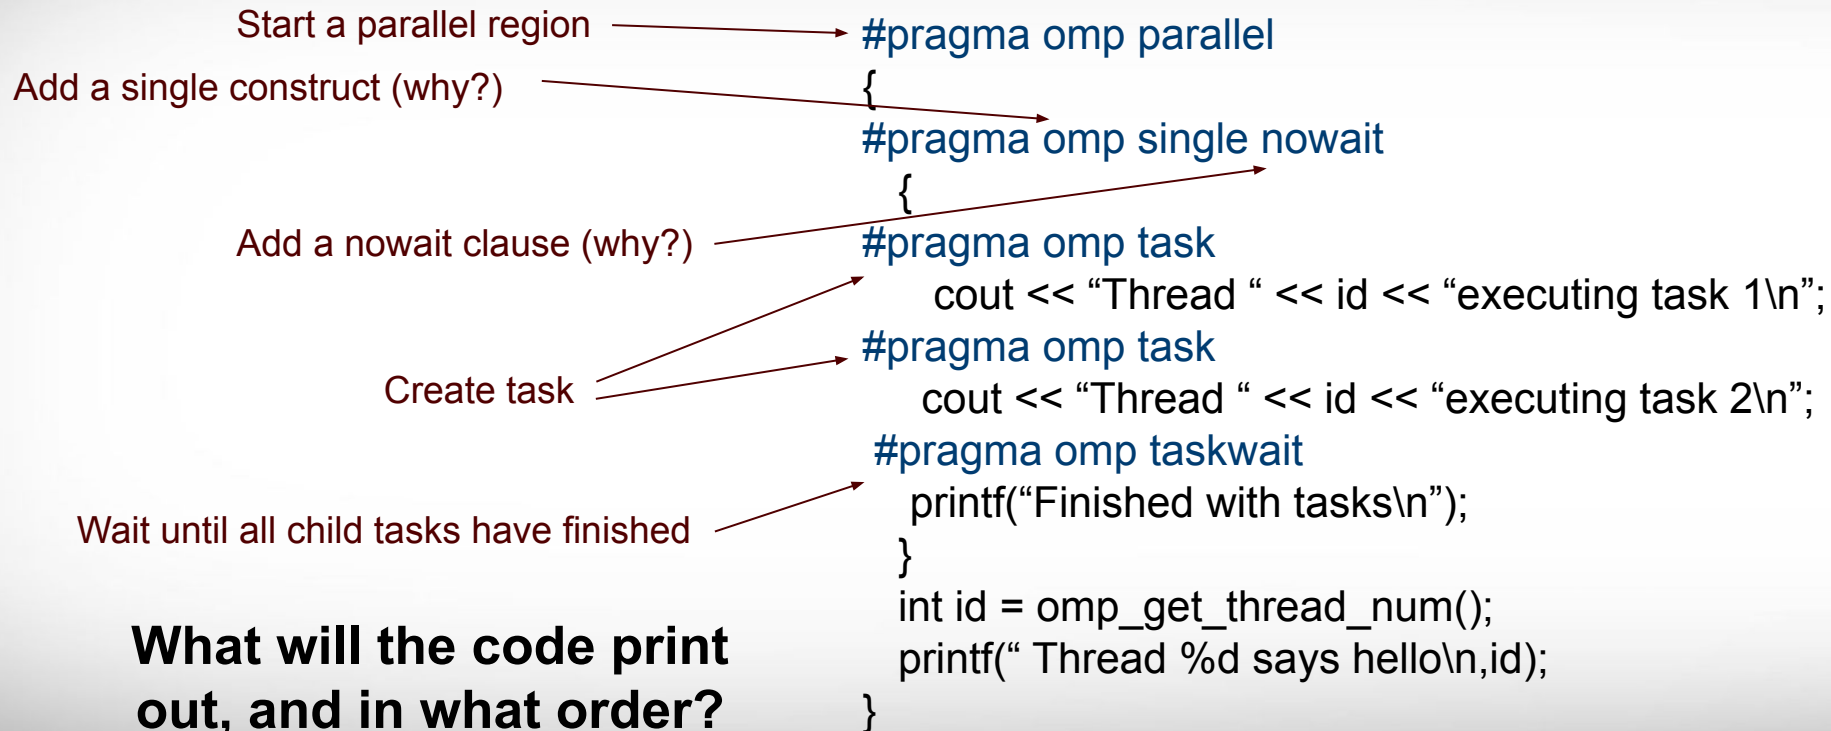 Start a parallel region
#pragma omp parallel
Add a single construct (why?)
{
#pragma omp single nowait
{
Add a nowait clause (why?)
#pragma omp task
cout << “Thread “ << id << “executing task 1\n”;
#pragma omp task
Create task
cout << “Thread “ << id << “executing task 2\n”;
#pragma omp taskwait
printf(“Finished with tasks\n”);
Wait until all child tasks have finished
}
int id = omp_get_thread_num();
printf(“ Thread %d says hello\n,id);
}
What will the code print
out, and in what order?